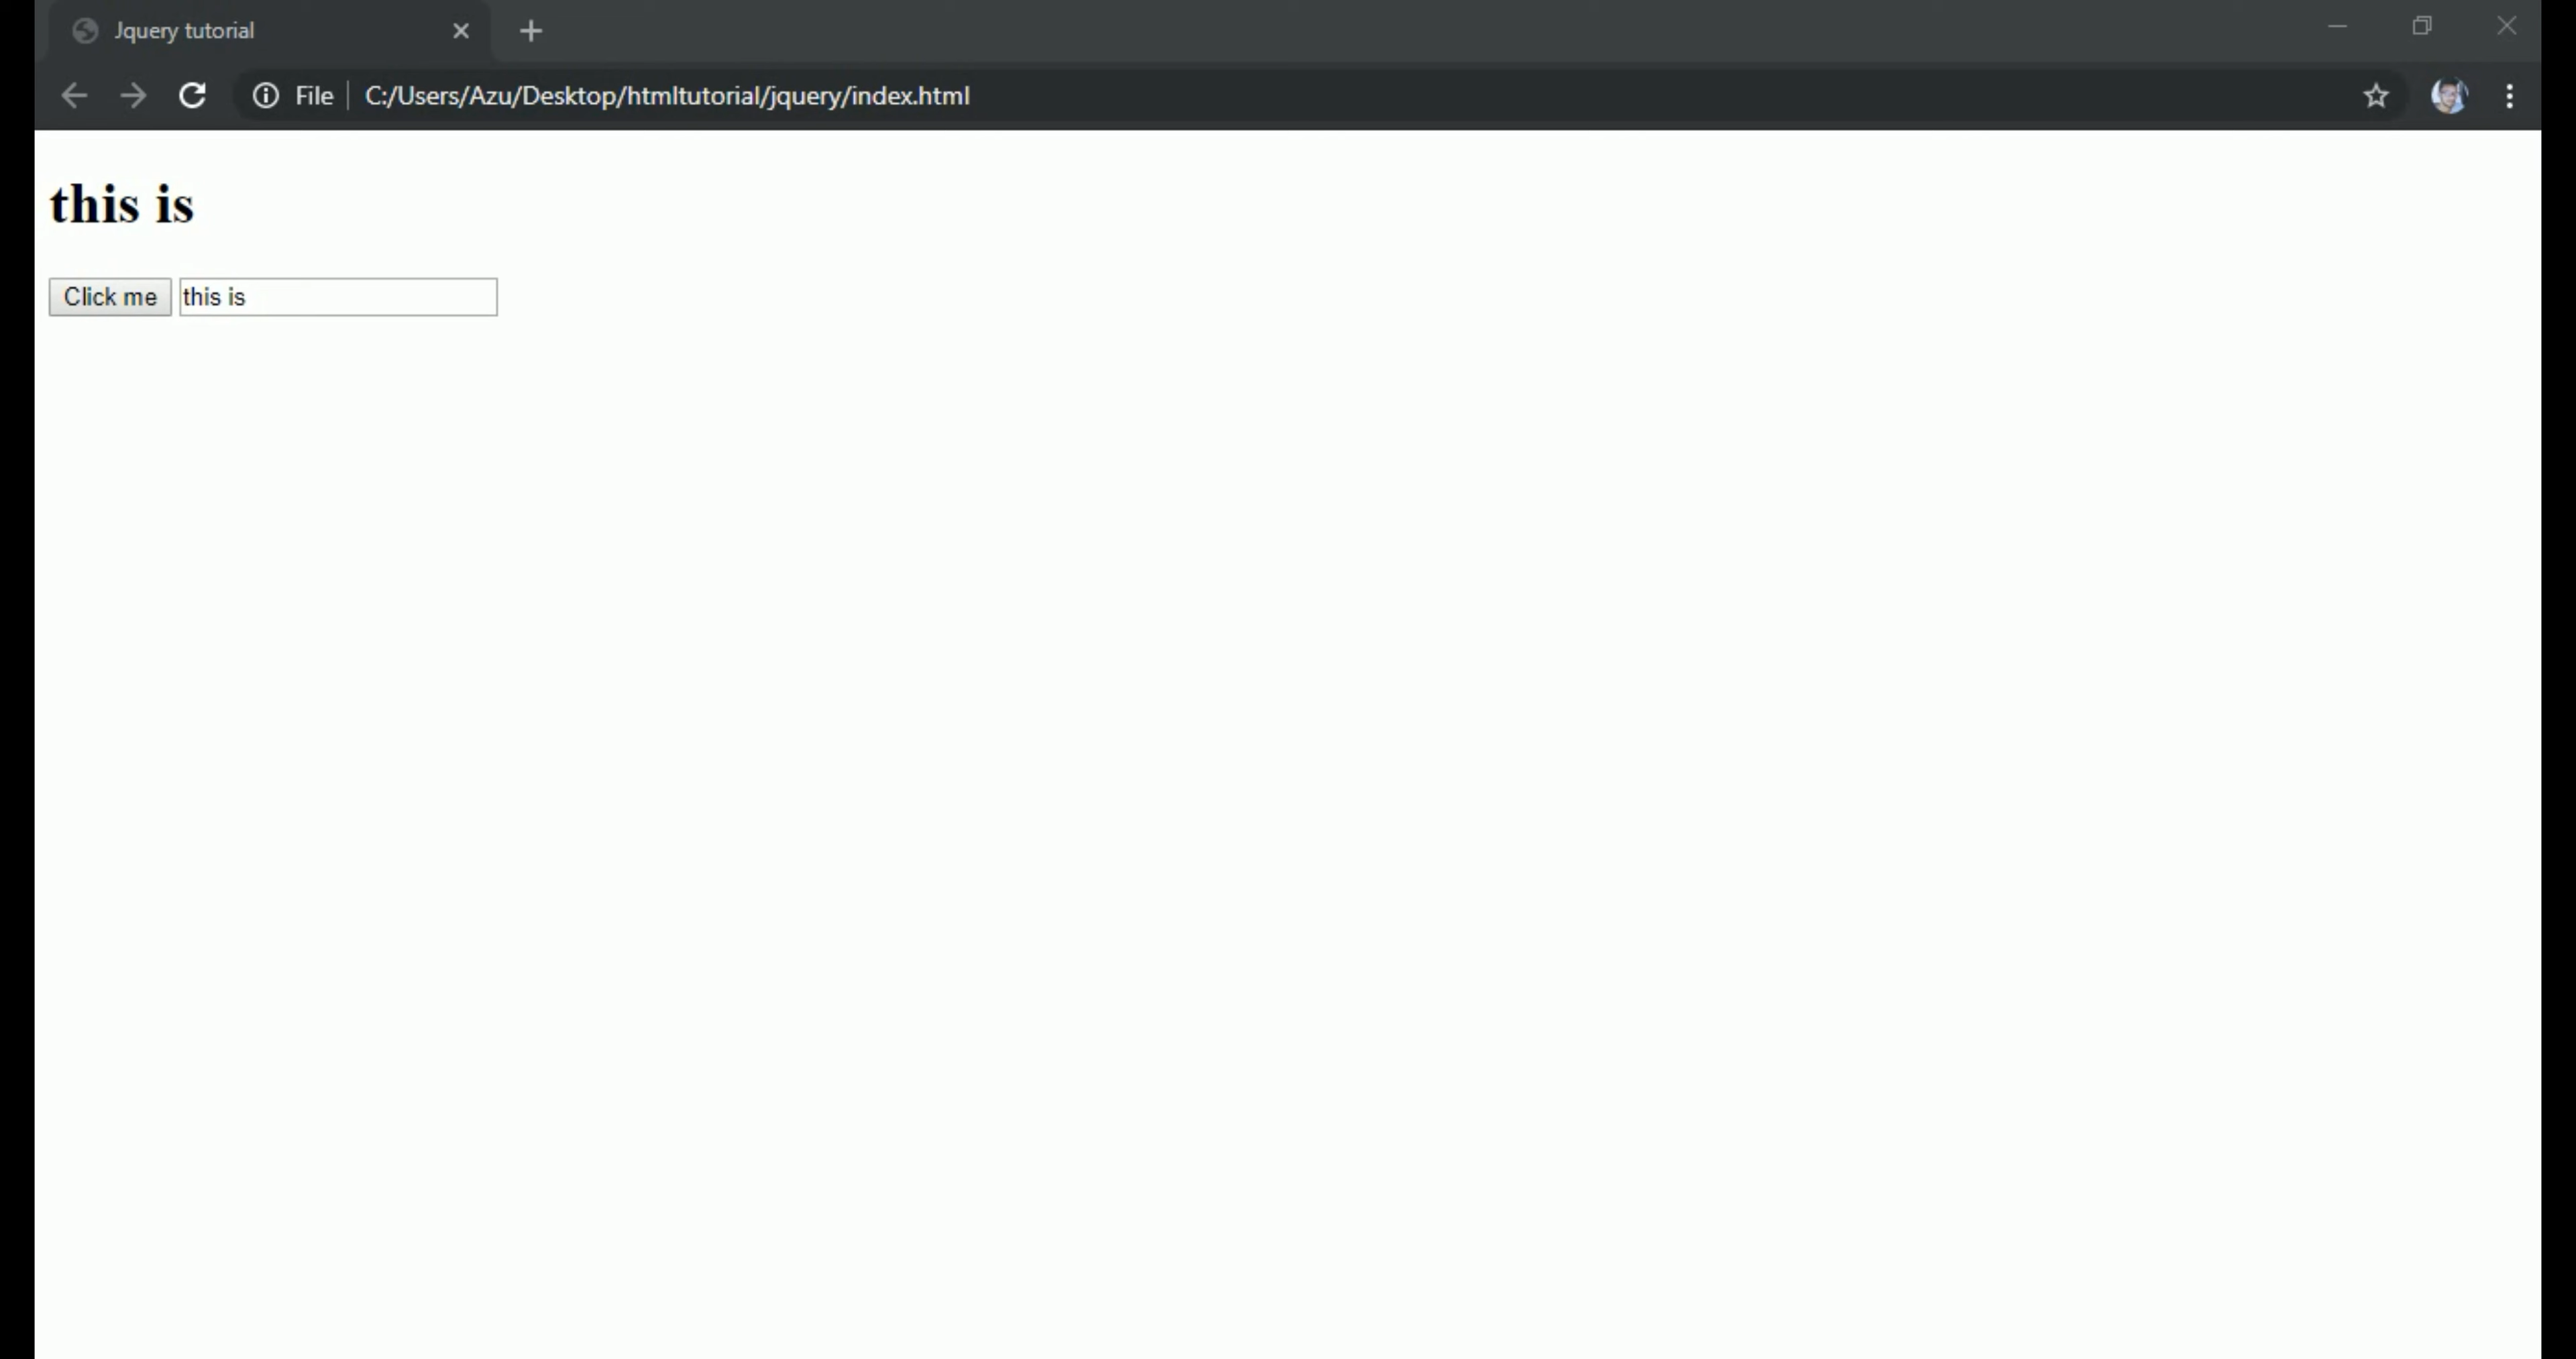 Jquery tutorial
File C:/Users/Azu/Desktop/htmltutorial/jquery/index.html
this is
Click me this is